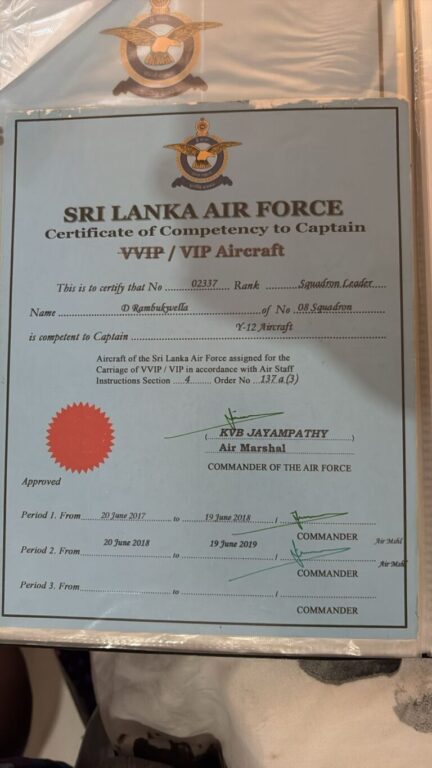 SRI LANKA AIR FORCE
Certificate of Competency to Captain
VVIP / VIP Aircraft
This is to certify that No 02337 Rank Squadron Leader
Name D Rambukwella of No 08 Squadron
is competent to Captain Y-12 Aircraft
Aircraft of the Sri Lanka Air Force assigned for the
Carriage of VVIP / VIP in accordance with Air Staff
Instructions Section 4 Order No 137 a (3)
( KVB JAYAMPATHY )
Air Marshal
COMMANDER OF THE AIR FORCE
Approved
Period 1. From 20 June 2017 to 19 June 2018 /
COMMANDER Air Mshl
Period 2. From 20 June 2018 to 19 June 2019 /
COMMANDER Air Mshl
Period 3. From to /
COMMANDER